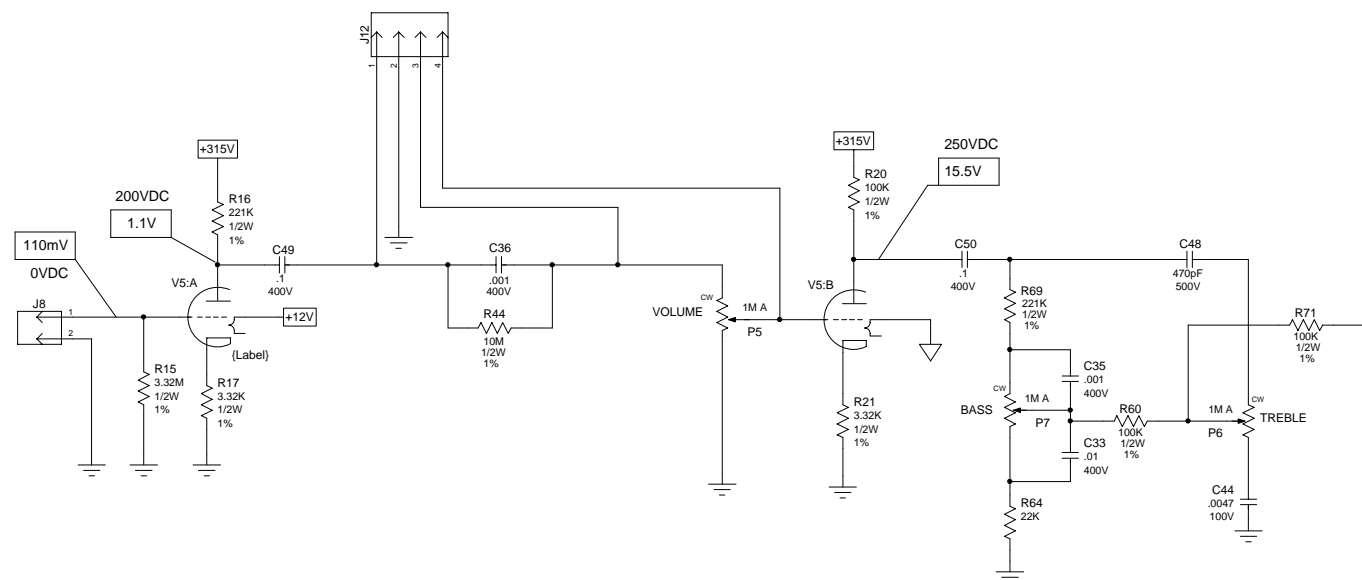 J12
1
2
3
4
+315V
R16
221K
1/2W
1%
200VDC
1.1V
110mV
0VDC
J8
1
2
V5:A
+12V
{Label}
R15
3.32M
1/2W
1%
R17
3.32K
1/2W
1%
C49
.1
400V
C36
.001
400V
R44
10M
1/2W
1%
VOLUME
CW
1M A
P5
+315V
R20
100K
1/2W
1%
250VDC
15.5V
V5:B
R21
3.32K
1/2W
1%
C50
.1
400V
R69
221K
1/2W
1%
C48
470pF
500V
R71
100K
1/2W
1%
C35
.001
400V
CW
BASS
1M A
P7
R60
100K
1/2W
1%
C33
.01
400V
CW
1M A
P6
TREBLE
R64
22K
C44
.0047
100V